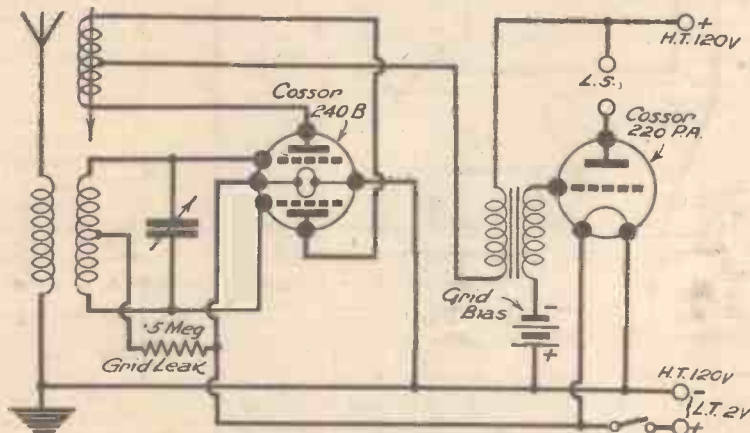 +
H.T. 120V
L.S.
Cossor
240 B
Cossor
220 P.A.
Grid
Bias
-
+
.5 Meg
Grid Leak
H.T. 120V
-
L.T. 2V
+